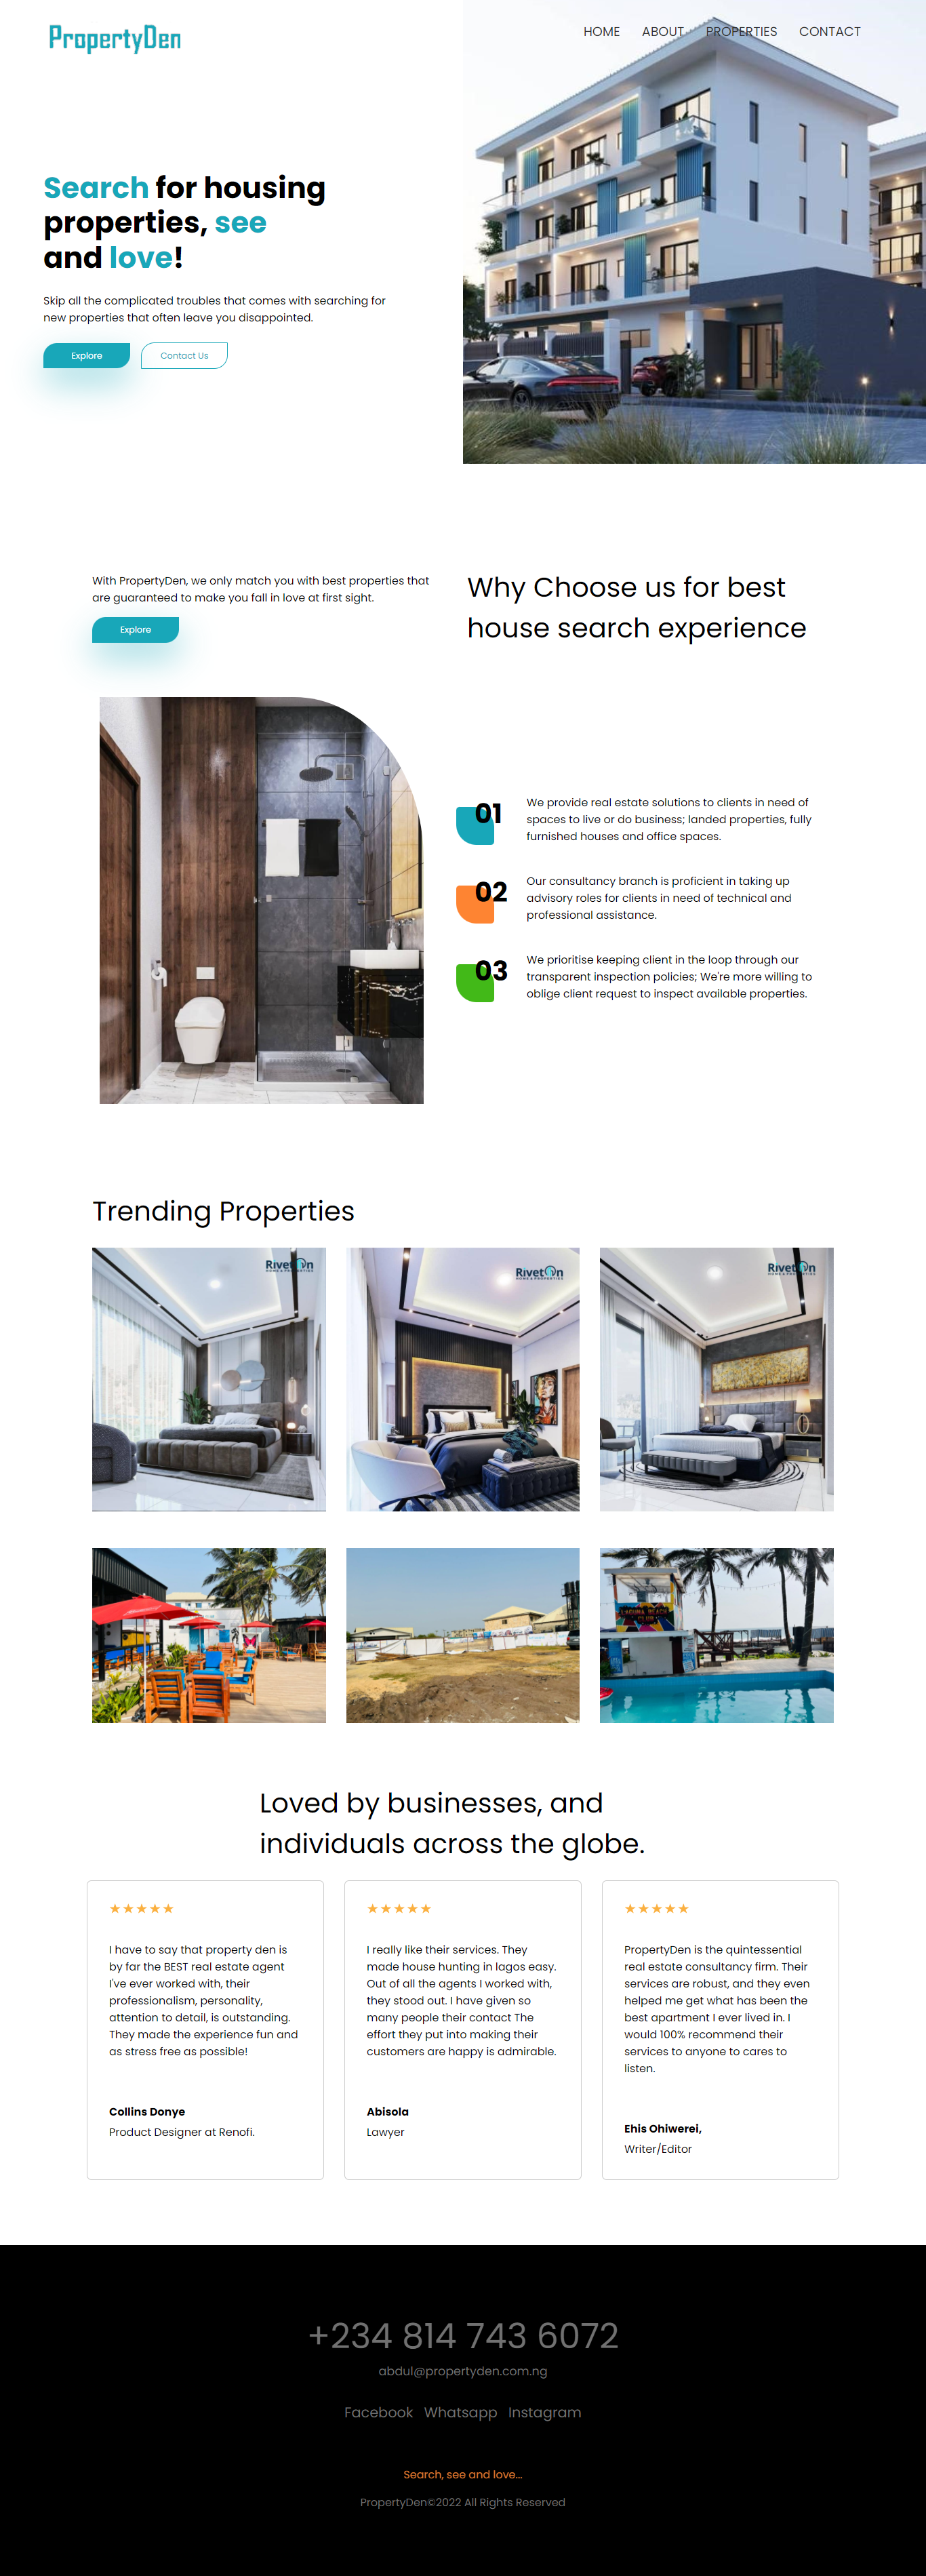 PropertyDen
HOME ABOUT PROPERTIES CONTACT
Search for housing
properties, see
and love!
Skip all the complicated troubles that comes with searching for
new properties that often leave you disappointed.
Explore
Contact Us
With PropertyDen, we only match you with best properties that
are guaranteed to make you fall in love at first sight.
Explore
Why Choose us for best
house search experience
01
We provide real estate solutions to clients in need of
spaces to live or do business; landed properties, fully
furnished houses and office spaces.
02
Our consultancy branch is proficient in taking up
advisory roles for clients in need of technical and
professional assistance.
03
We prioritise keeping client in the loop through our
transparent inspection policies; We're more willing to
oblige client request to inspect available properties.
Trending Properties
Riveton
HOME & PROPERTIES
Riveton
HOME & PROPERTIES
Riveton
HOME & PROPERTIES
LAGUNA BEACH
CLUB
Loved by businesses, and
individuals across the globe.
★★★★★
I have to say that property den is
by far the BEST real estate agent
I've ever worked with, their
professionalism, personality,
attention to detail, is outstanding.
They made the experience fun and
as stress free as possible!
Collins Donye
Product Designer at Renofi.
★★★★★
I really like their services. They
made house hunting in lagos easy.
Out of all the agents I worked with,
they stood out. I have given so
many people their contact The
effort they put into making their
customers are happy is admirable.
Abisola
Lawyer
★★★★★
PropertyDen is the quintessential
real estate consultancy firm. Their
services are robust, and they even
helped me get what has been the
best apartment I ever lived in. I
would 100% recommend their
services to anyone to cares to
listen.
Ehis Ohiwerei,
Writer/Editor
+234 814 743 6072
abdul@propertyden.com.ng
Facebook Whatsapp Instagram
Search, see and love...
PropertyDen©2022 All Rights Reserved